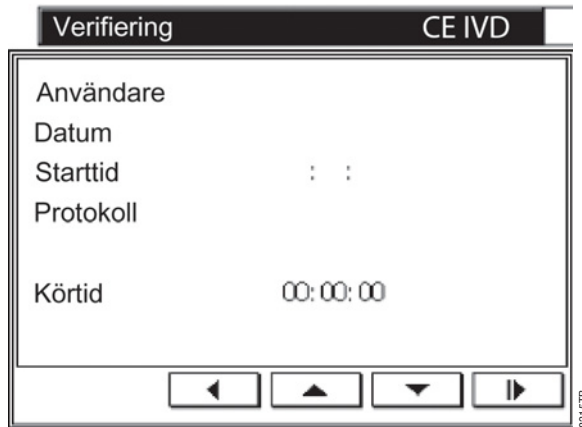 Verifiering CE IVD
Användare
Datum
Starttid : :
Protokoll
Körtid 00:00:00